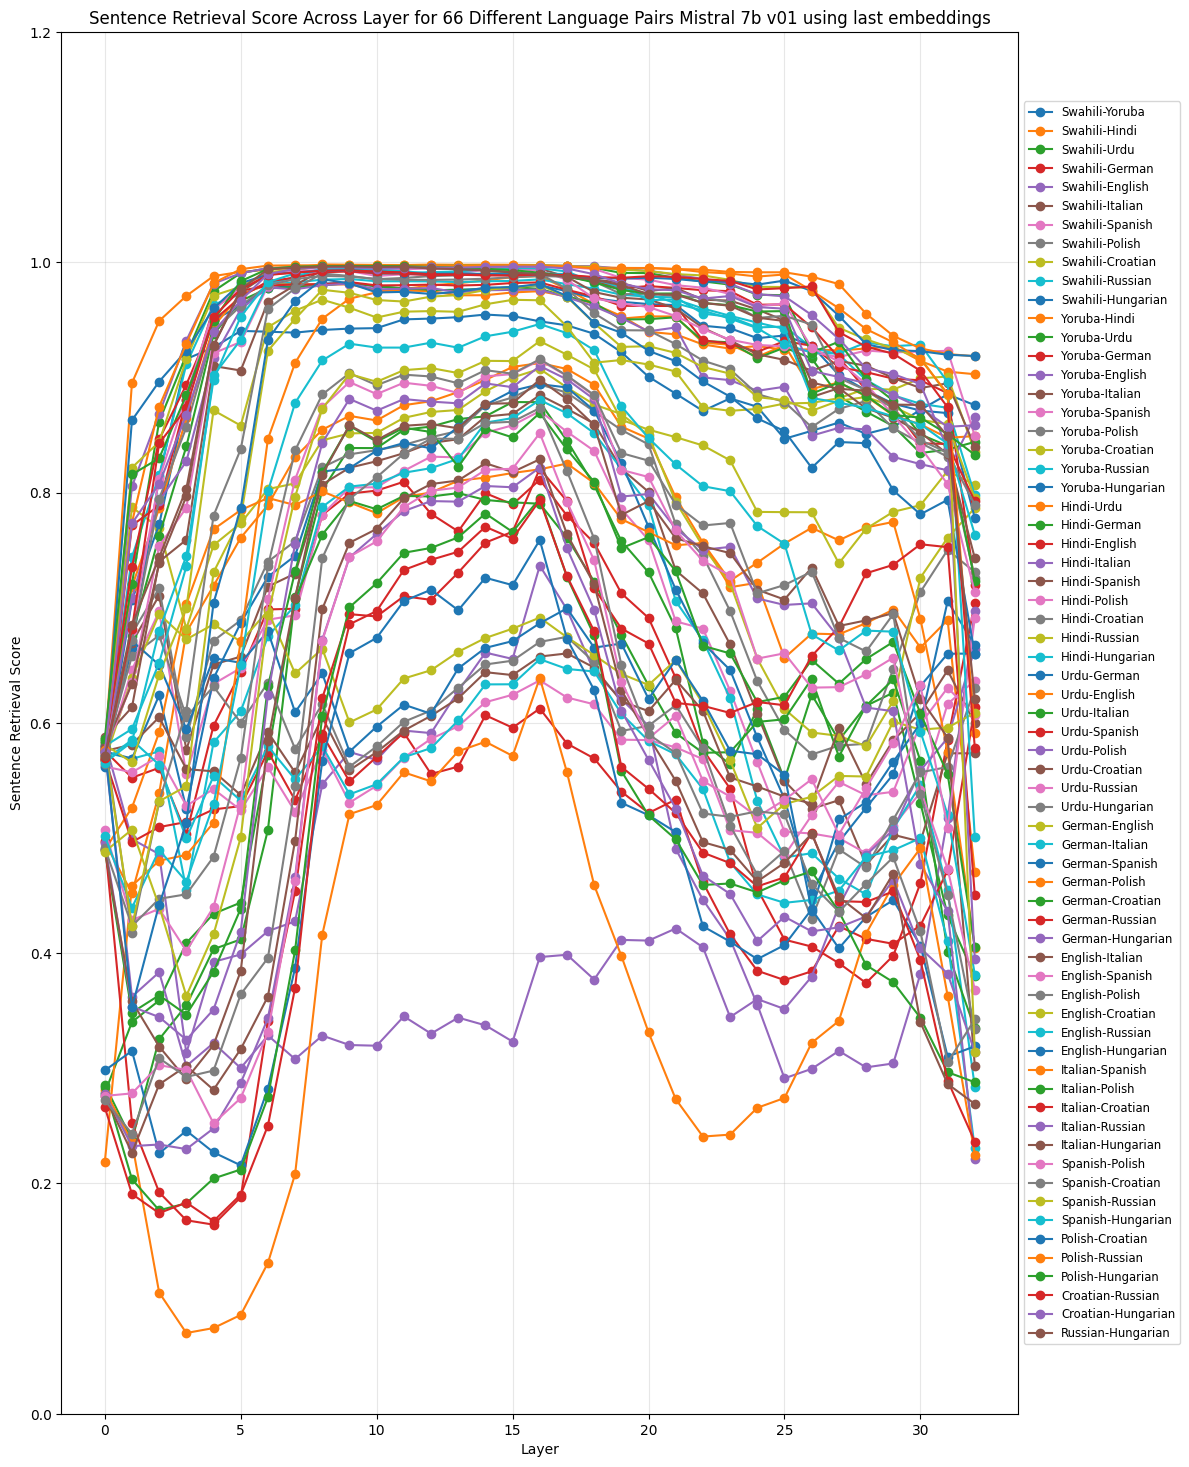 Sentence Retrieval Score Across Layer for 66 Different Language Pairs Mistral 7b v01 using last embeddings
1.2
1.0
0.8
0.6
0.4
0.2
0.0
Sentence Retrieval Score
0 5 10 15 20 25 30
Layer
Swahili-Yoruba
Swahili-Hindi
Swahili-Urdu
Swahili-German
Swahili-English
Swahili-Italian
Swahili-Spanish
Swahili-Polish
Swahili-Croatian
Swahili-Russian
Swahili-Hungarian
Yoruba-Hindi
Yoruba-Urdu
Yoruba-German
Yoruba-English
Yoruba-Italian
Yoruba-Spanish
Yoruba-Polish
Yoruba-Croatian
Yoruba-Russian
Yoruba-Hungarian
Hindi-Urdu
Hindi-German
Hindi-English
Hindi-Italian
Hindi-Spanish
Hindi-Polish
Hindi-Croatian
Hindi-Russian
Hindi-Hungarian
Urdu-German
Urdu-English
Urdu-Italian
Urdu-Spanish
Urdu-Polish
Urdu-Croatian
Urdu-Russian
Urdu-Hungarian
German-English
German-Italian
German-Spanish
German-Polish
German-Croatian
German-Russian
German-Hungarian
English-Italian
English-Spanish
English-Polish
English-Croatian
English-Russian
English-Hungarian
Italian-Spanish
Italian-Polish
Italian-Croatian
Italian-Russian
Italian-Hungarian
Spanish-Polish
Spanish-Croatian
Spanish-Russian
Spanish-Hungarian
Polish-Croatian
Polish-Russian
Polish-Hungarian
Croatian-Russian
Croatian-Hungarian
Russian-Hungarian